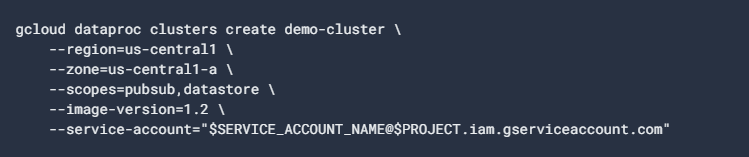 gcloud dataproc clusters create demo-cluster \
    --region=us-central1 \
    --zone=us-central1-a \
    --scopes=pubsub,datastore \
    --image-version=1.2 \
    --service-account="$SERVICE_ACCOUNT_NAME@$PROJECT.iam.gserviceaccount.com"